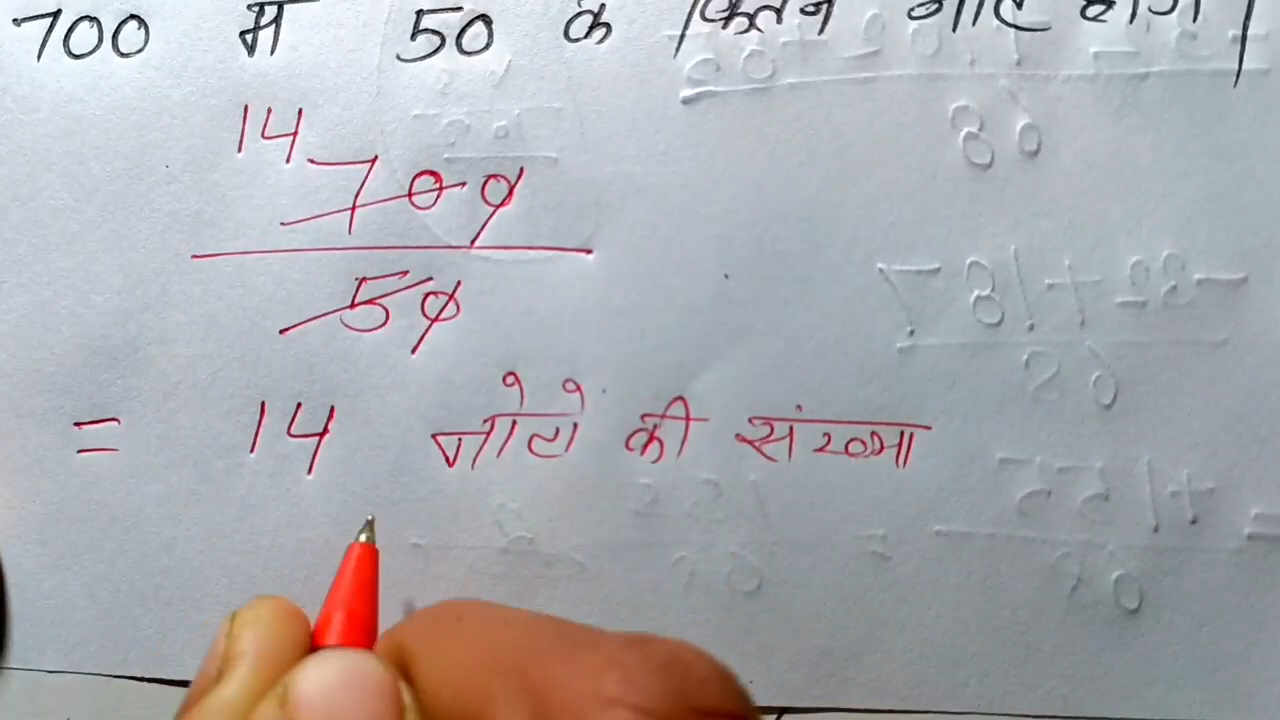 700 में 50 के कितने नोट होंगे |
14
700
50
= 14 नोटो की संख्या